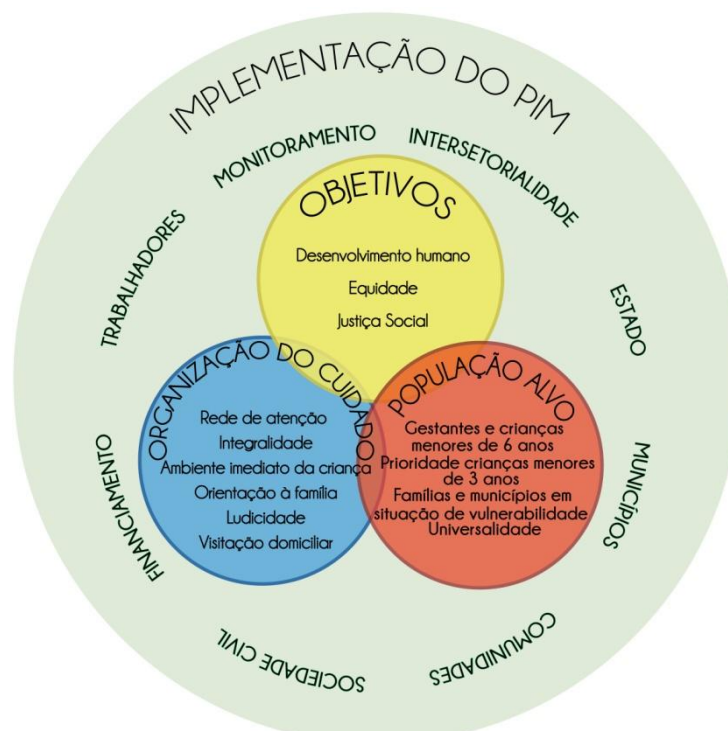 IMPLEMENTAÇÃO DO PIM
MONITORAMENTO
INTERSETORIALIDADE
TRABALHADORES
ESTADO
OBJETIVOS
Desenvolvimento humano
Equidade
Justiça Social
ORGANIZAÇÃO DO CUIDADO
Rede de atenção
Integralidade
Ambiente imediato da criança
Orientação à família
Ludicidade
Visitação domiciliar
POPULAÇÃO ALVO
Gestantes e crianças
menores de 6 anos
Prioridade crianças menores
de 3 anos
Famílias e municípios em
situação de vulnerabilidade
Universalidade
FINANCIAMENTO
MUNICÍPIOS
SOCIEDADE CIVIL
COMUNIDADES